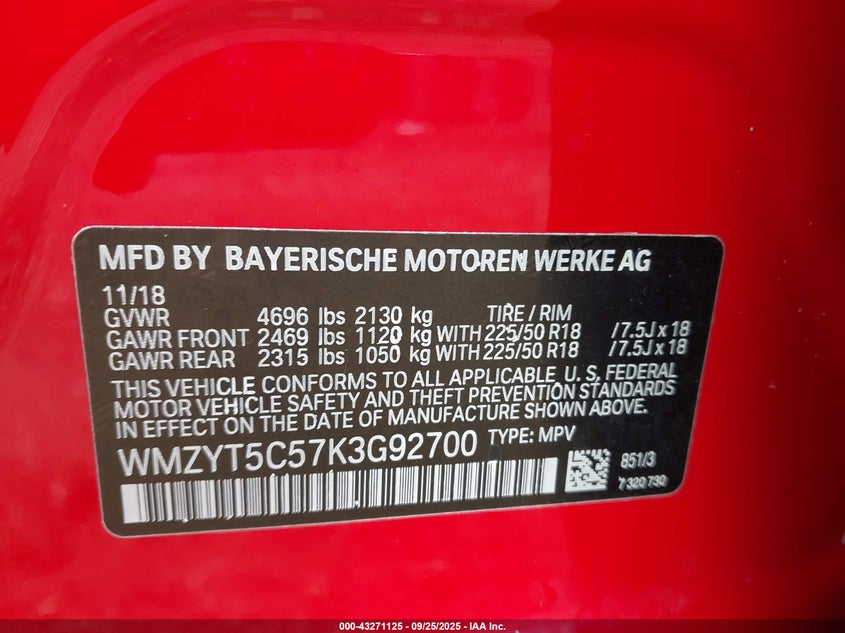 MFD BY BAYERISCHE MOTOREN WERKE AG
11/18
GVWR 4696 lbs 2130 kg TIRE / RIM
GAWR FRONT 2469 lbs 1120 kg WITH 225/50 R18 /7.5J x 18
GAWR REAR 2315 lbs 1050 kg WITH 225/50 R18 /7.5J x 18
THIS VEHICLE CONFORMS TO ALL APPLICABLE U. S. FEDERAL
MOTOR VEHICLE SAFETY AND THEFT PREVENTION STANDARDS
IN EFFECT ON THE DATE OF MANUFACTURE SHOWN ABOVE.
WMZYT5C57K3G92700 TYPE: MPV
851/3
7 320 730
000-43271125 - 09/25/2025 - IAA Inc.